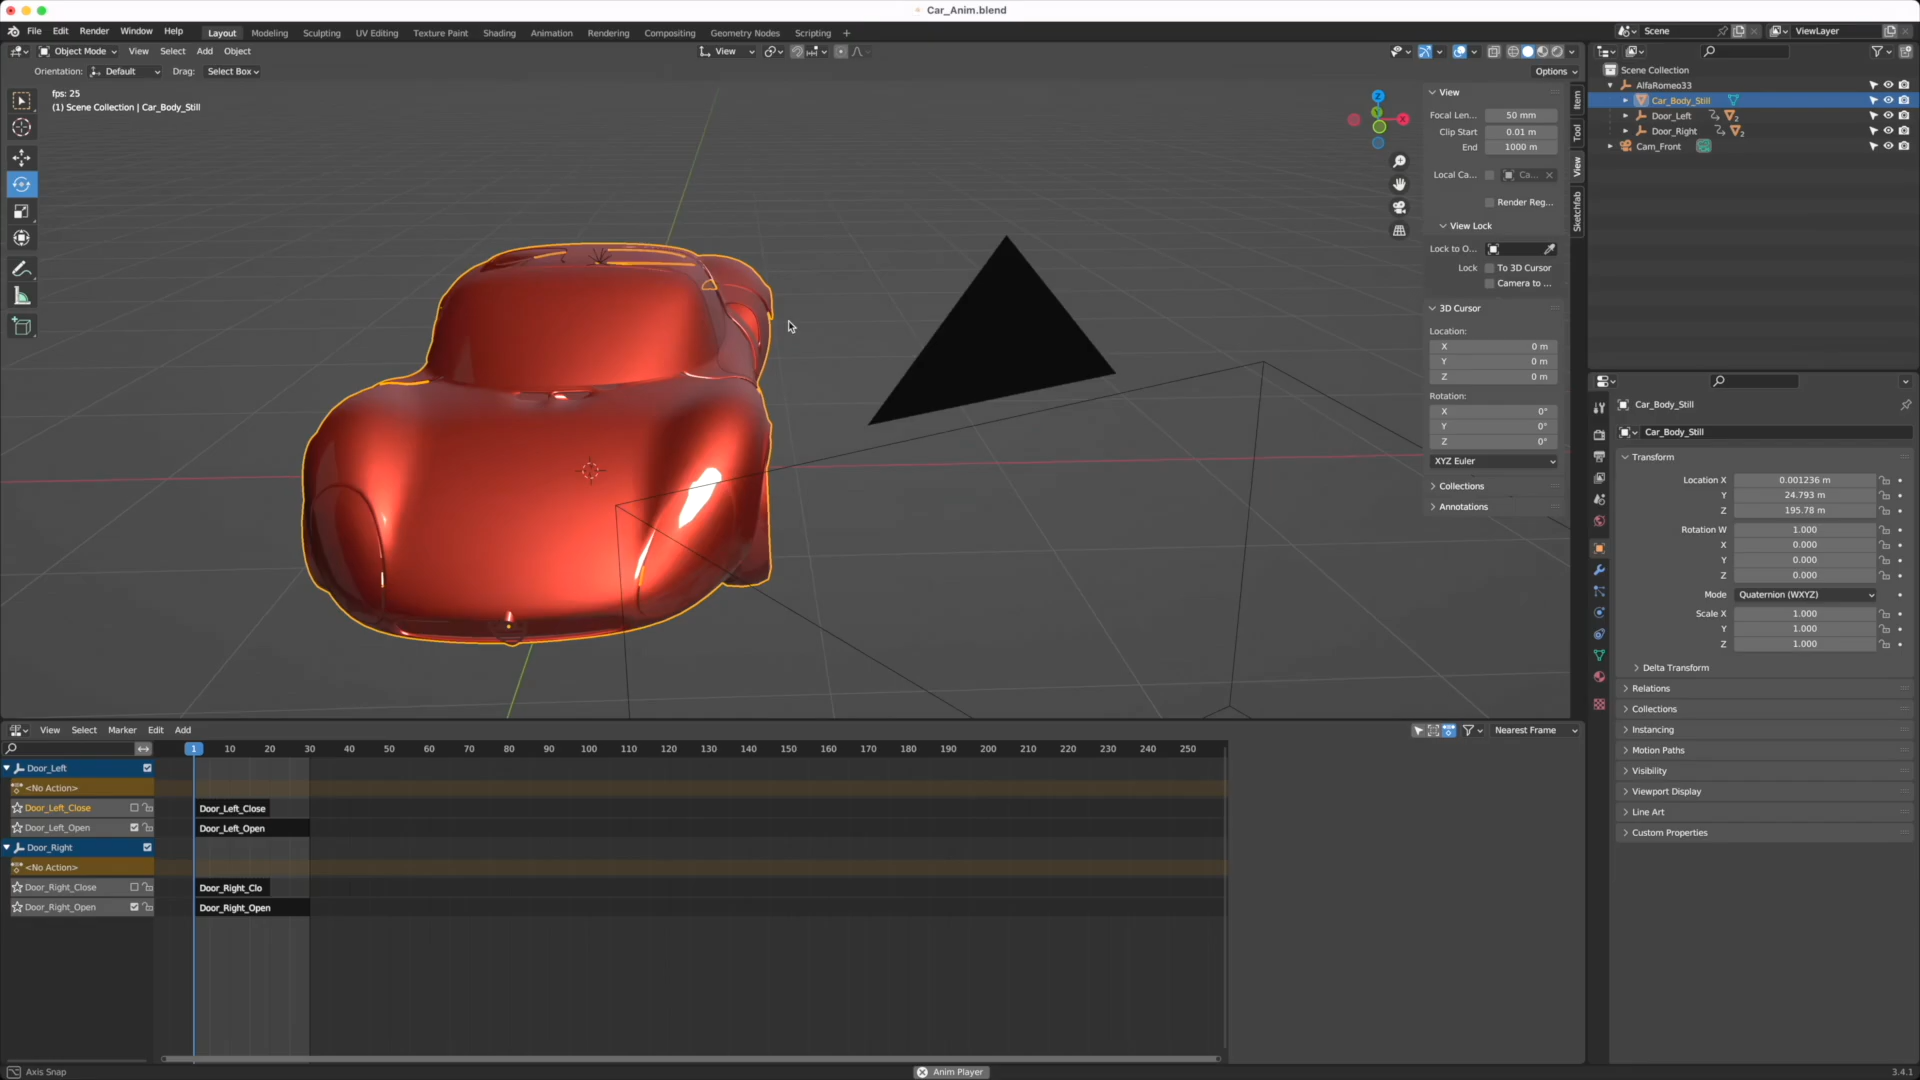 Car_Anim.blend
File Edit Render Window Help Layout Modeling Sculpting UV Editing Texture Paint Shading Animation Rendering Compositing Geometry Nodes Scripting + Scene ViewLayer
Object Mode View Select Add Object View
Orientation: Default Drag: Select Box Options
fps: 25
(1) Scene Collection | Car_Body_Still
Z
Y
X
View
Focal Len... 50 mm
Clip Start 0.01 m
End 1000 m
Local Ca... Ca...
Render Reg...
View Lock
Lock to O...
Lock To 3D Cursor
Camera to ...
3D Cursor
Location:
X 0 m
Y 0 m
Z 0 m
Rotation:
X 0°
Y 0°
Z 0°
XYZ Euler
Collections
Annotations
Item
Tool
View
Sketchfab
Scene Collection
AlfaRomeo33
Car_Body_Still
Door_Left 2
Door_Right 2
Cam_Front
Car_Body_Still
Car_Body_Still
Transform
Location X 0.001236 m
Y 24.793 m
Z 195.78 m
Rotation W 1.000
X 0.000
Y 0.000
Z 0.000
Mode Quaternion (WXYZ)
Scale X 1.000
Y 1.000
Z 1.000
Delta Transform
Relations
Collections
Instancing
Motion Paths
Visibility
Viewport Display
Line Art
Custom Properties
View Select Marker Edit Add Nearest Frame
1 10 20 30 40 50 60 70 80 90 100 110 120 130 140 150 160 170 180 190 200 210 220 230 240 250
Door_Left
<No Action>
Door_Left_Close Door_Left_Close
Door_Left_Open Door_Left_Open
Door_Right
<No Action>
Door_Right_Close Door_Right_Clo
Door_Right_Open Door_Right_Open
Axis Snap Anim Player 3.4.1